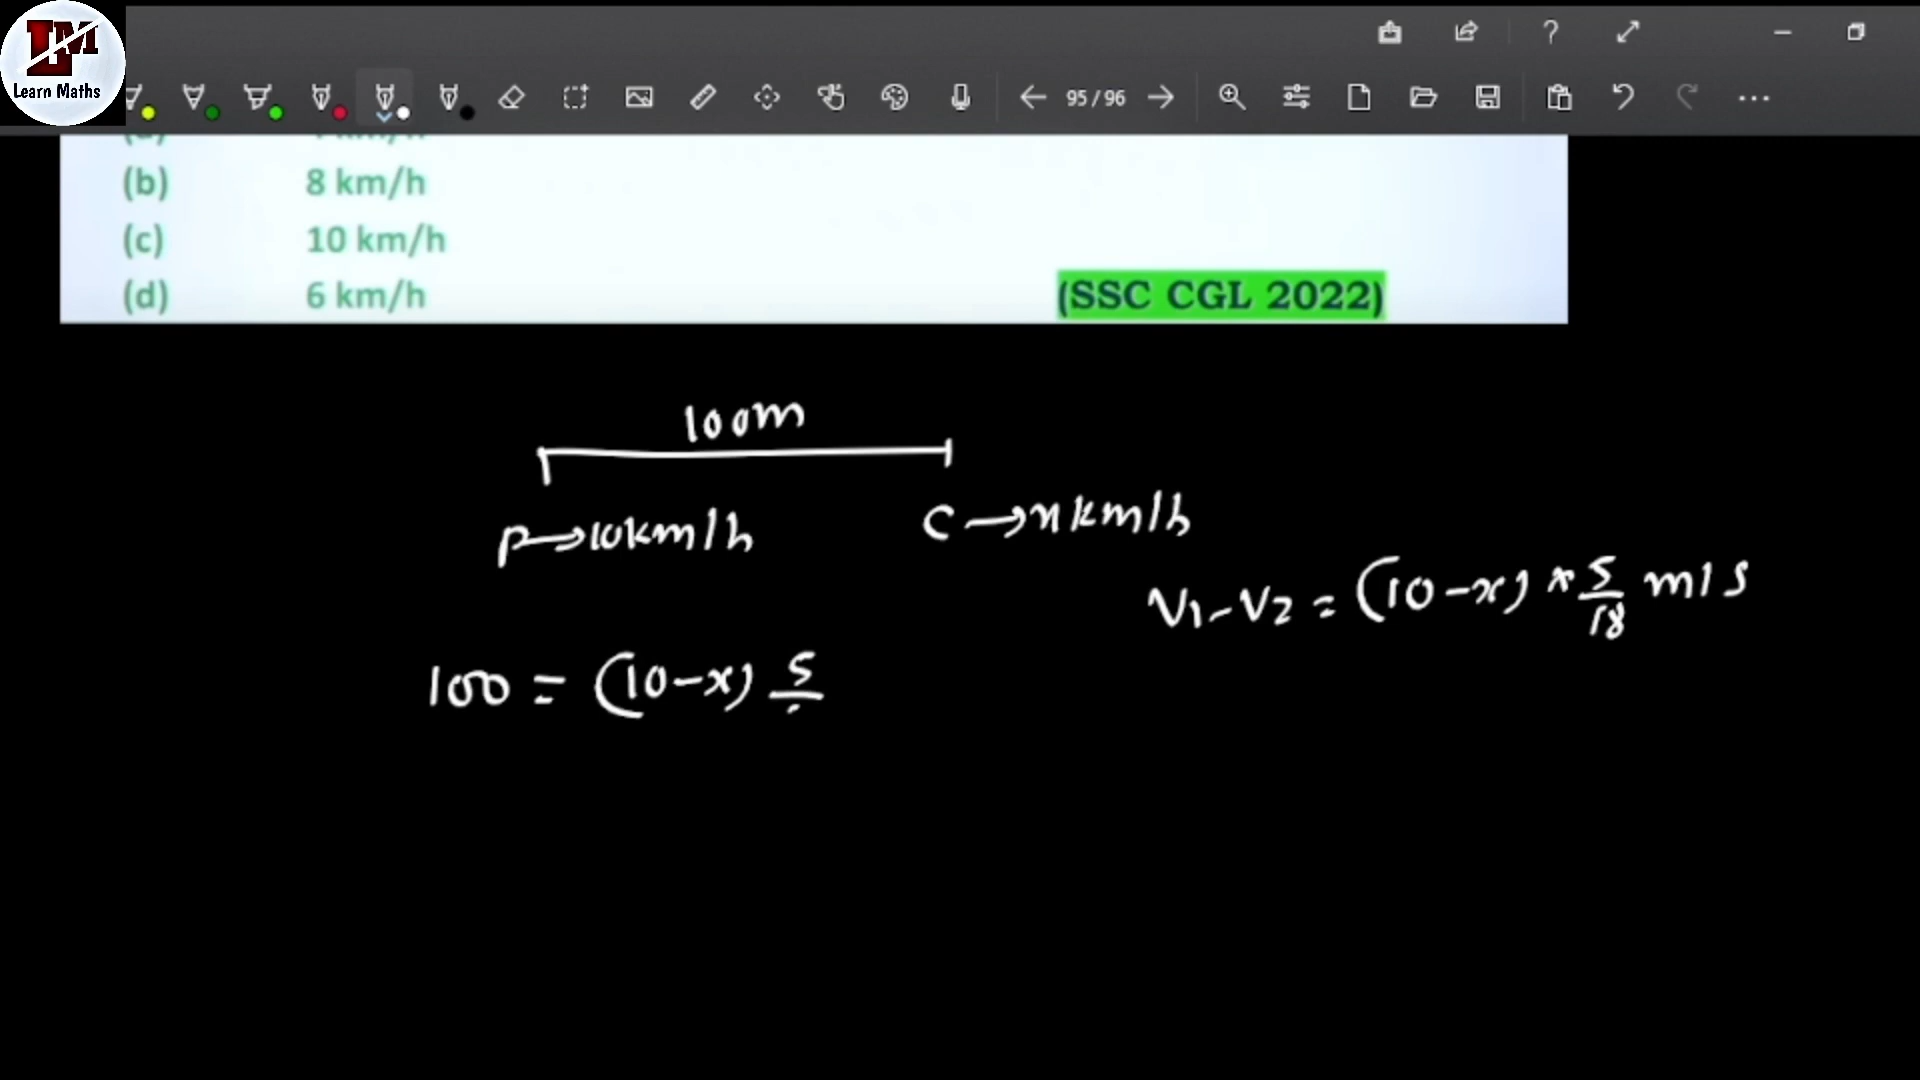 LM
Learn Maths
95 / 96
(b) 8 km/h
(c) 10 km/h
(d) 6 km/h
(SSC CGL 2022)
100m
P→10km/h
C→xkm/h
V1-V2 = (10-x) * 5/18 m/s
100 = (10-x) 5